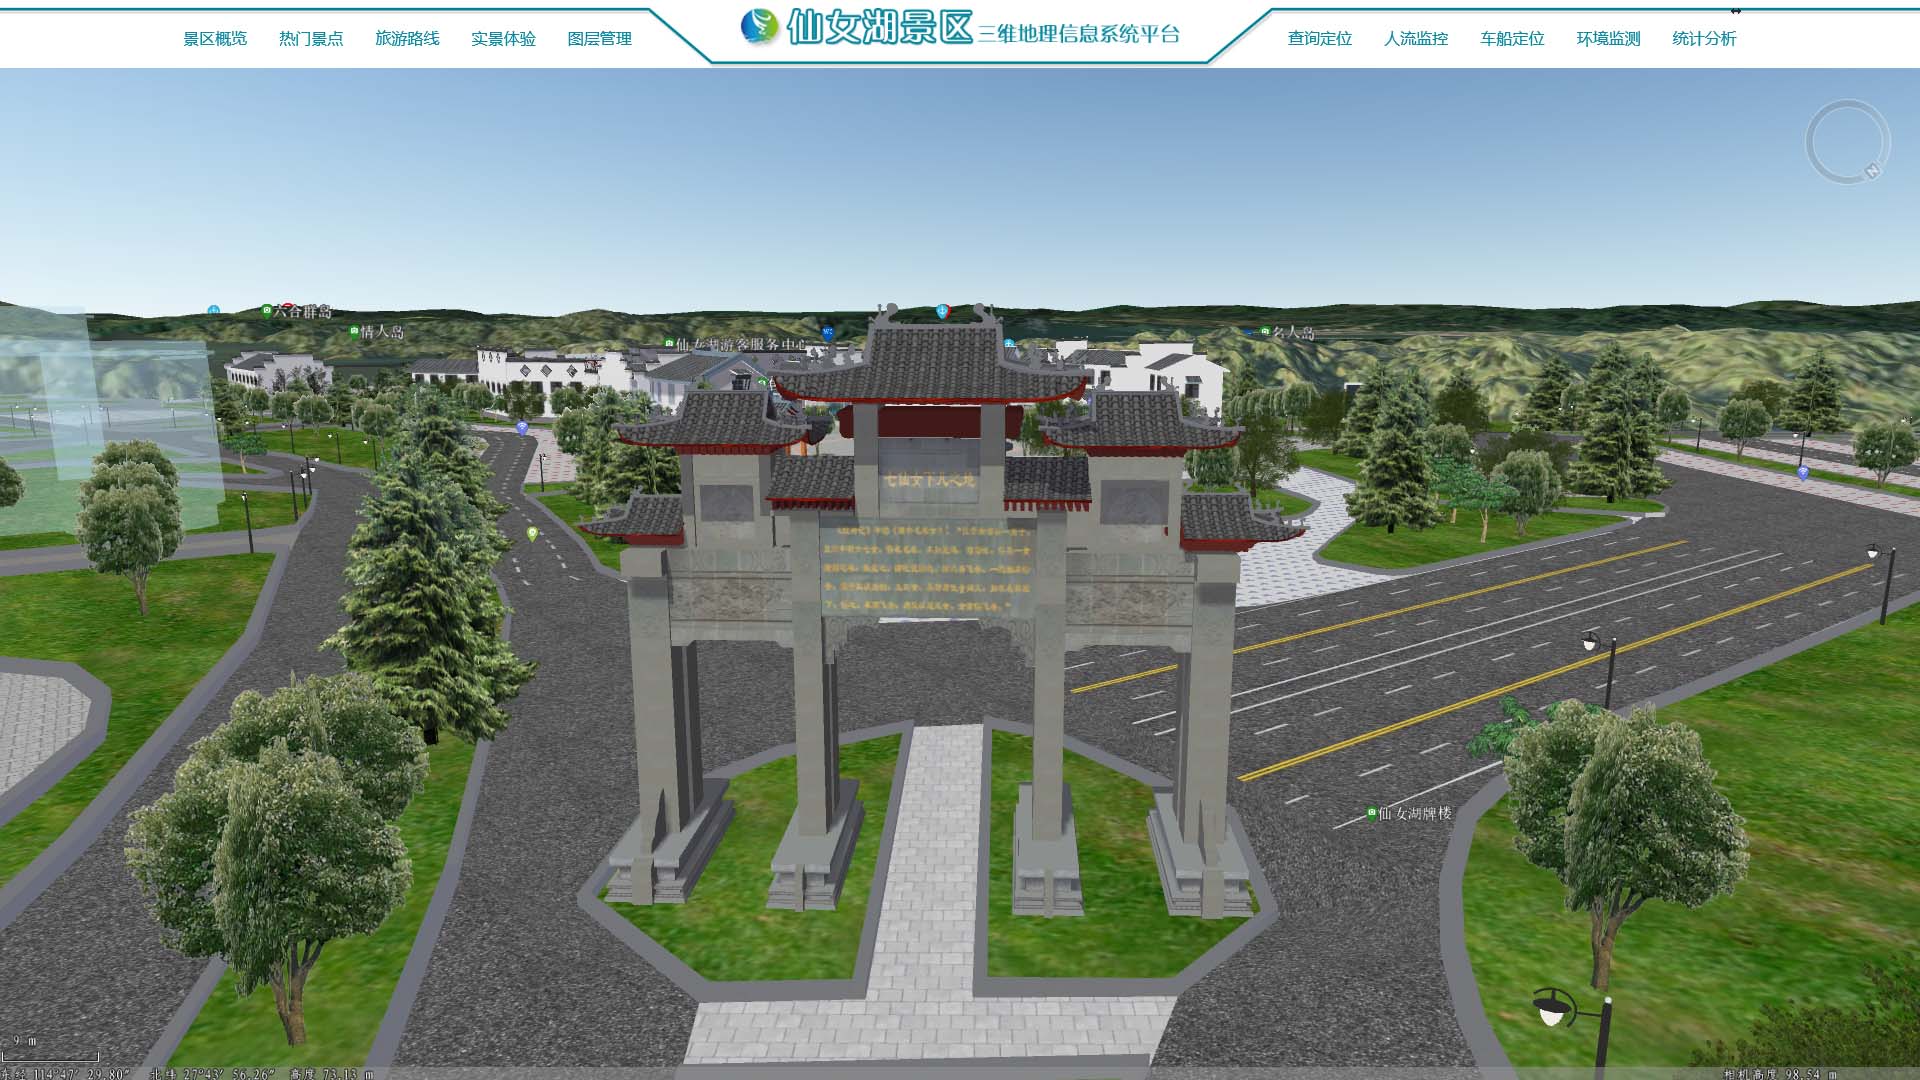 景区概览 热门景点 旅游路线 实景体验 图层管理
仙女湖景区 三维地理信息系统平台
查询定位 人流监控 车船定位 环境监测 统计分析
N
六合群岛
情人岛
仙女湖游客服务中心
名人岛
七仙女下凡之地
仙女湖牌楼
9 m
东经 114°47′ 29.80″ 北纬 27°43′ 56.26″ 高度 73.13 m
相机高度 98.54 m